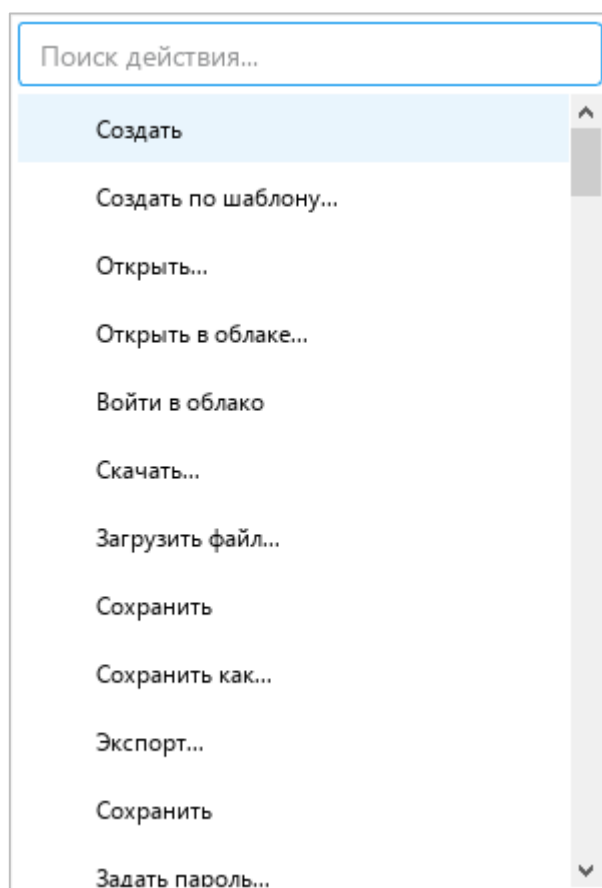 Поиск действия...
Создать
Создать по шаблону...
Открыть...
Открыть в облаке...
Войти в облако
Скачать...
Загрузить файл...
Сохранить
Сохранить как...
Экспорт...
Сохранить
Задать пароль...